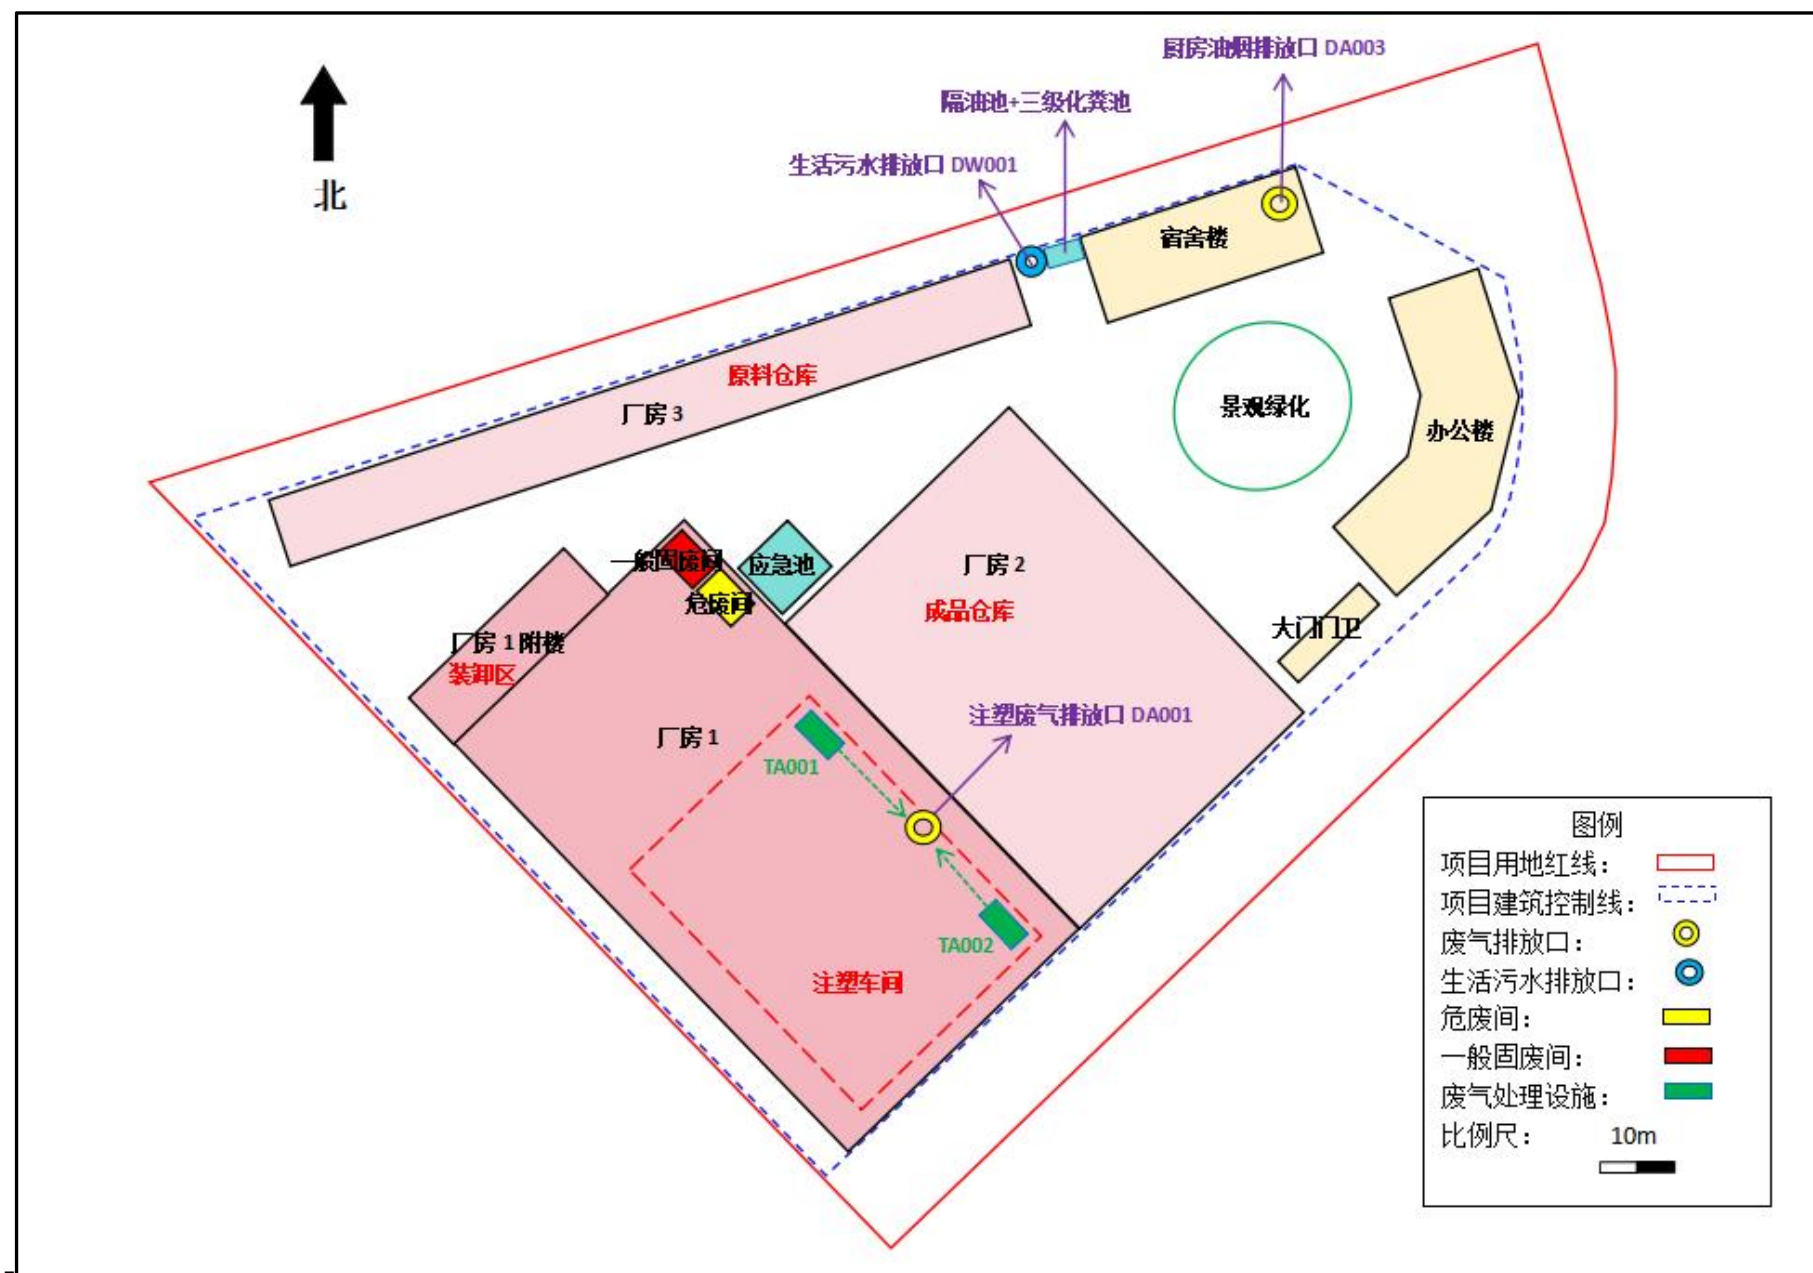 厨房油烟排放口 DA003
隔油池+三级化粪池
生活污水排放口 DW001
北
宿舍楼
原料仓库
厂房 3
景观绿化
办公楼
一般固废间
应急池
厂房 2
危废间
成品仓库
大门门卫
厂房 1 附楼
装卸区
注塑废气排放口 DA001
厂房 1
TA001
TA002
注塑车间
图例
项目用地红线：
项目建筑控制线：
废气排放口：
生活污水排放口：
危废间：
一般固废间：
废气处理设施：
比例尺： 10m